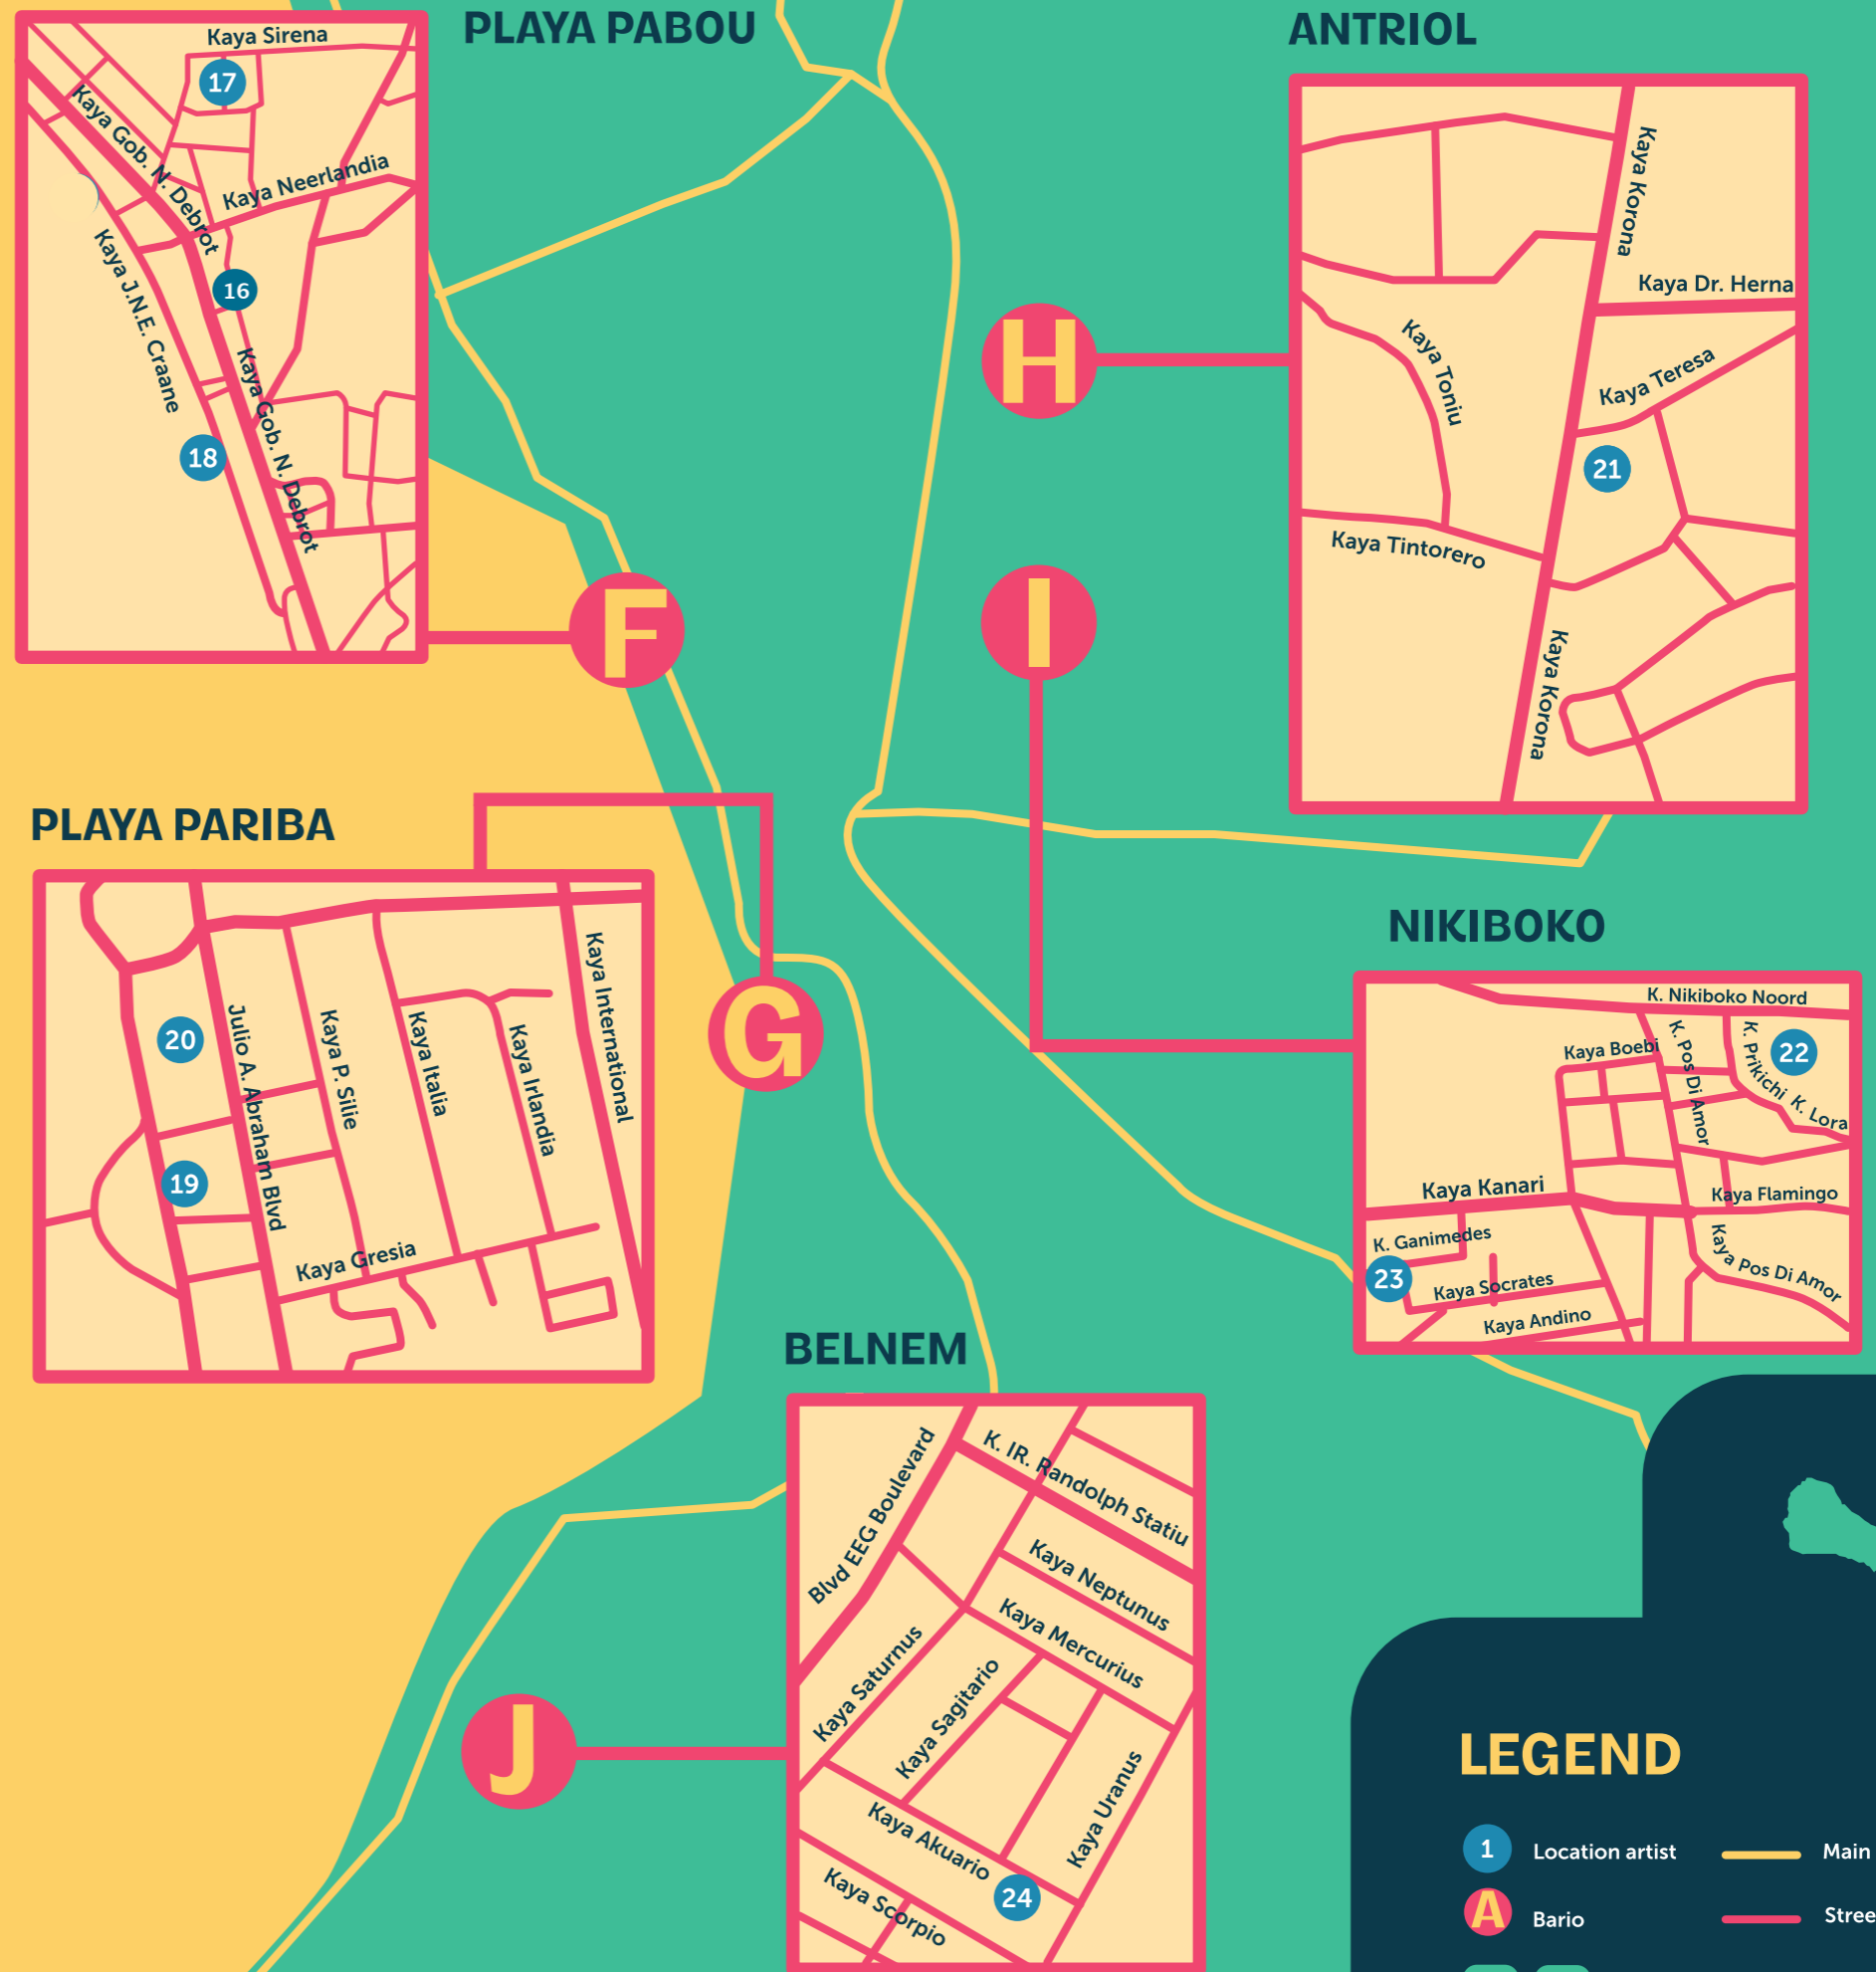 PLAYA PABOU
Kaya Sirena
17
Kaya Gob. N. Debrot
Kaya Neerlandia
Kaya J.N.E. Craane
16
Kaya Gob. N. Debrot
18
F
ANTRIOL
Kaya Korona
Kaya Dr. Herna
Kaya Toniu
Kaya Teresa
21
Kaya Tintorero
Kaya Korona
H
I
PLAYA PARIBA
20
Julio A. Abraham Blvd
Kaya P. Silie
Kaya Italia
Kaya Irlandia
Kaya International
19
Kaya Gresia
G
NIKIBOKO
K. Nikiboko Noord
Kaya Boebi
K. Pos Di Amor
K. Prikichi
22
K. Lora
Kaya Kanari
Kaya Flamingo
K. Ganimedes
23
Kaya Socrates
Kaya Pos Di Amor
Kaya Andino
BELNEM
Blvd EEG Boulevard
K. IR. Randolph Statiu
Kaya Neptunus
Kaya Mercurius
Kaya Saturnus
Kaya Sagitario
Kaya Uranus
Kaya Akuario
24
Kaya Scorpio
J
LEGEND
1 Location artist
Main
A Bario
Stree